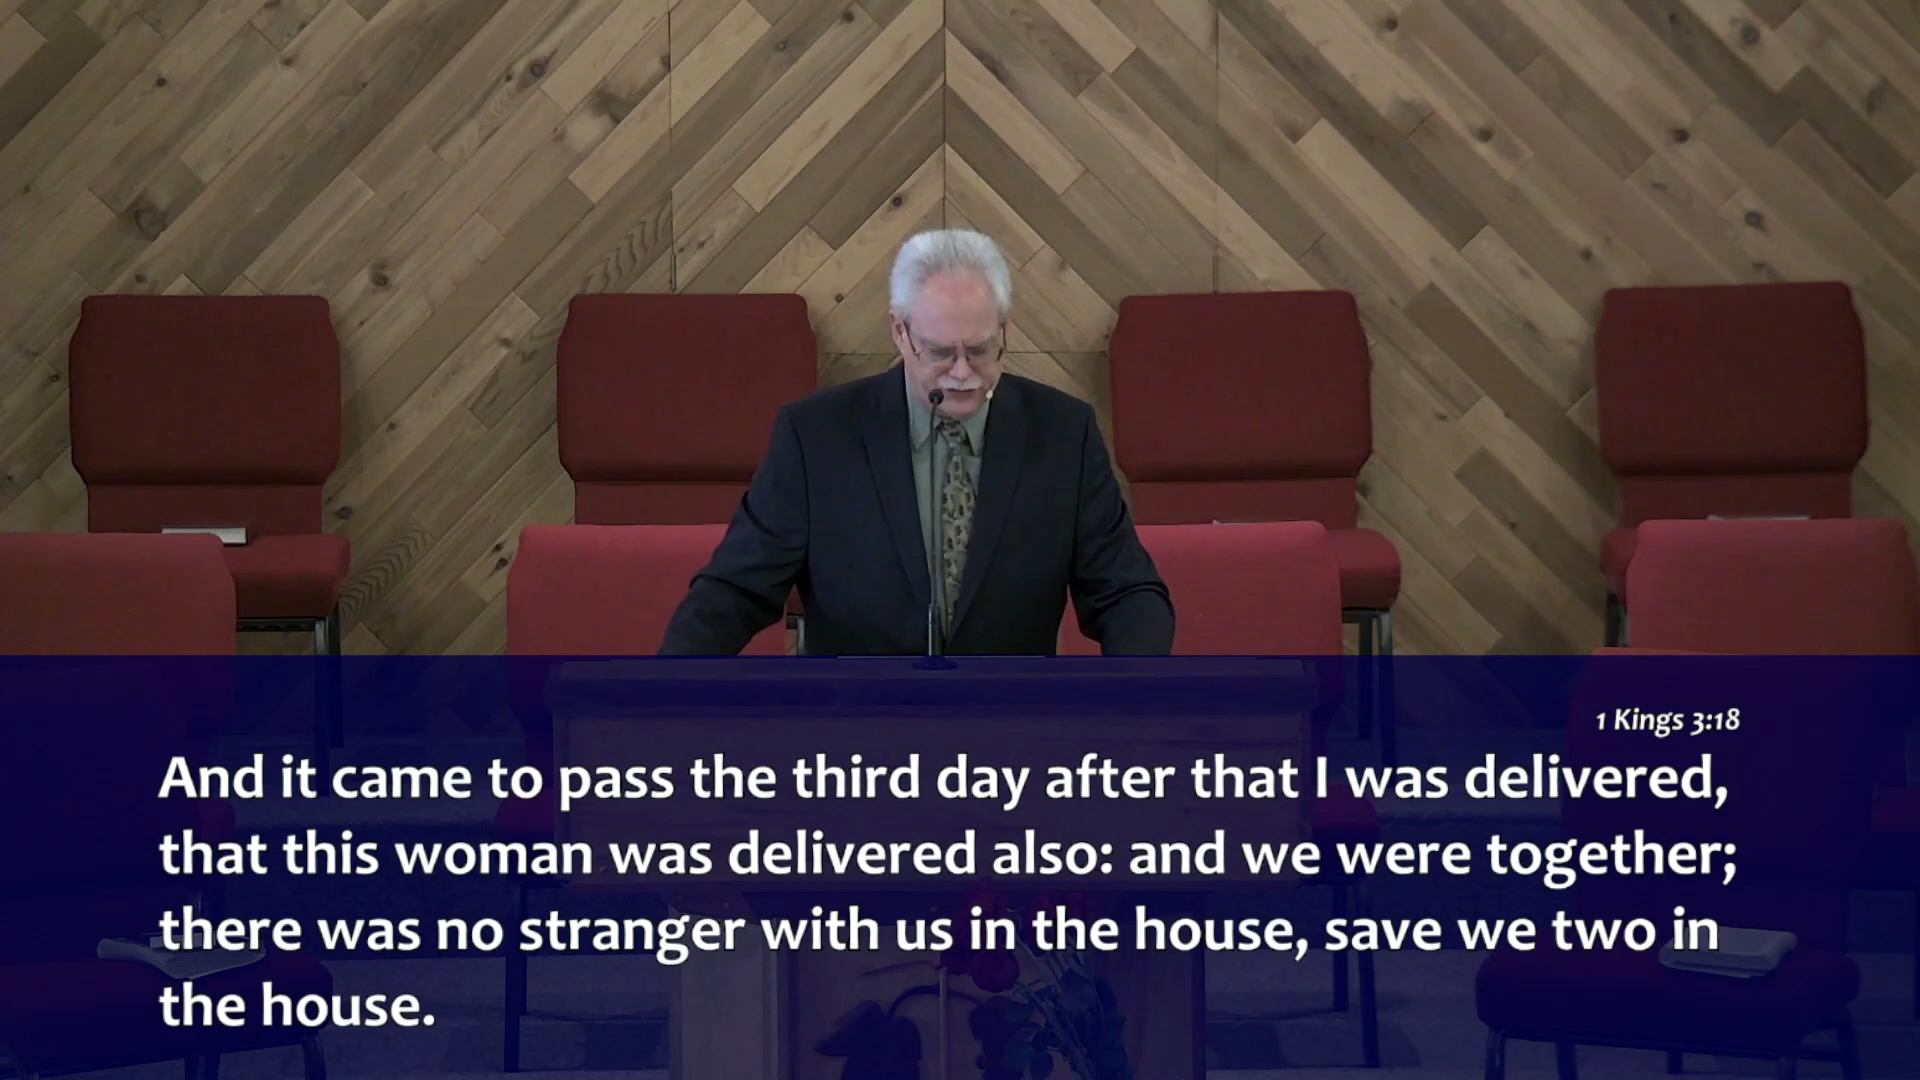 1 Kings 3:18
And it came to pass the third day after that I was delivered,
that this woman was delivered also: and we were together;
there was no stranger with us in the house, save we two in
the house.